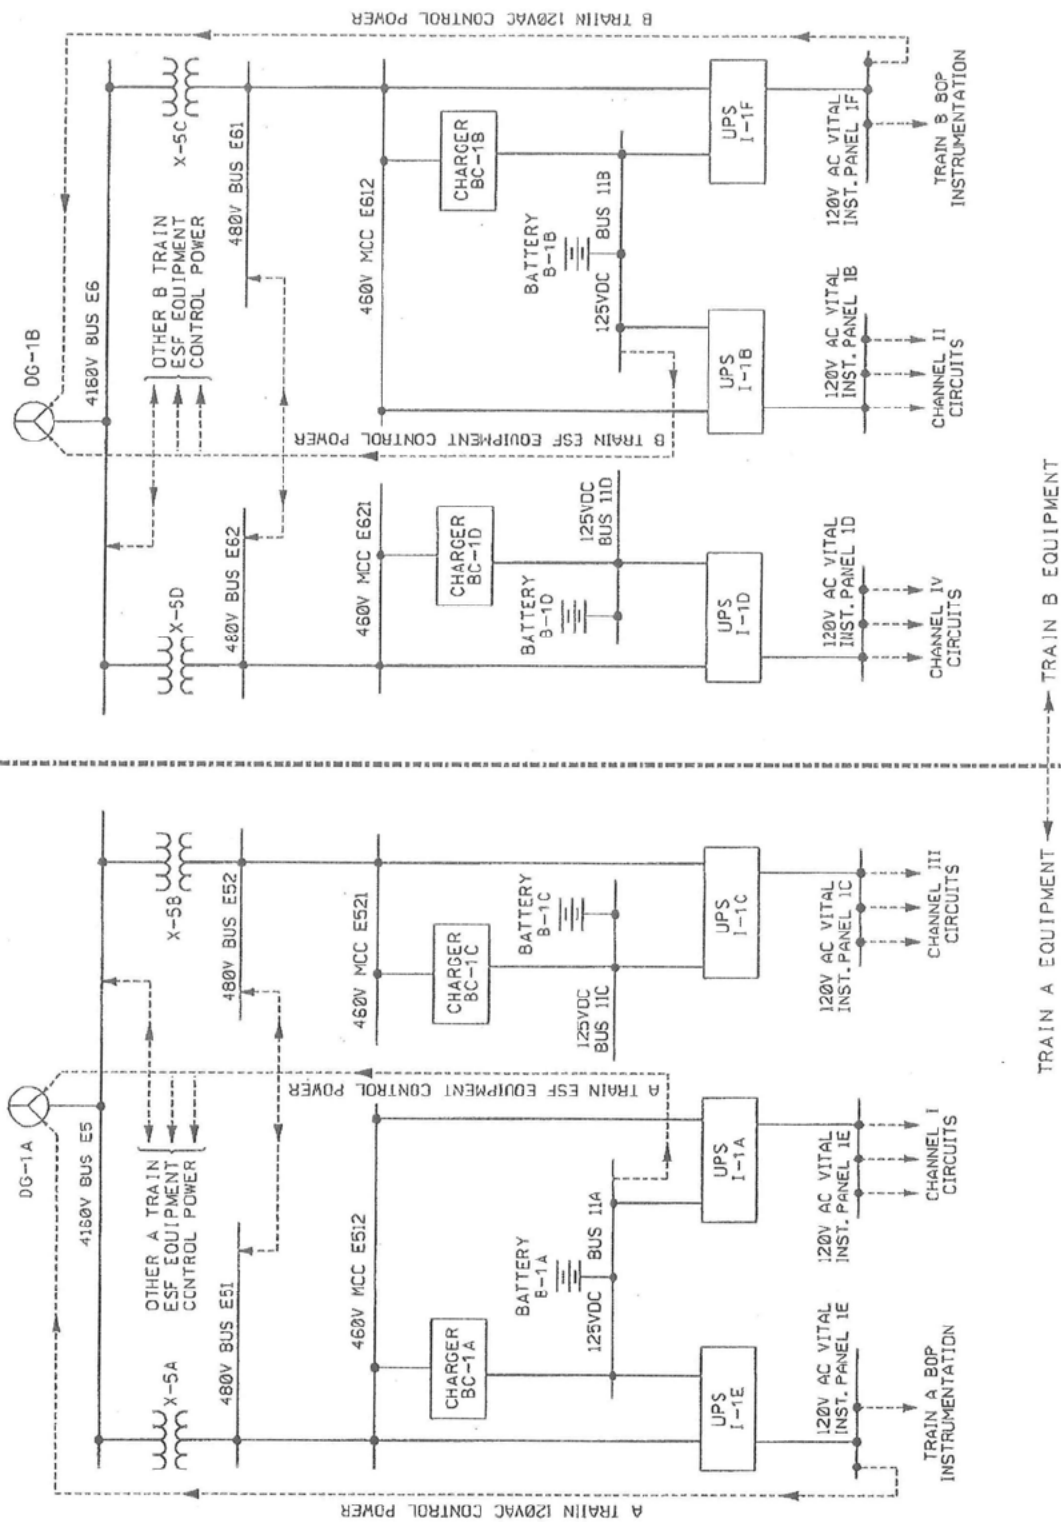 A TRA[I]IN 120VAC CONTROL POWER
DG-1A
4160V BUS E5
X-5A
OTHER A TRAIN
ESF EQUIPMENT
CONTROL POWER
480V BUS E51
460V MCC E512
CHARGER
BC-1A
BATTERY
B-1A
125VDC BUS 11A
A TRAIN ESF EQUIPMENT CONTROL POWER
UPS
I-1E
UPS
I-1A
120V AC VITAL
INST. PANEL 1E
TRAIN A BOP
INSTRUMENTATION
120V AC VITAL
INST. PANEL 1E
CHANNEL I
CIRCUITS
X-5B
480V BUS E52
460V MCC E521
CHARGER
BC-1C
BATTERY
B-1C
125VDC
BUS 11C
UPS
I-1C
120V AC VITAL
INST. PANEL 1C
CHANNEL III
CIRCUITS
X-5D
480V BUS E62
460V MCC E621
CHARGER
BC-1D
BATTERY
B-1D
125VDC
BUS 11D
UPS
I-1D
120V AC VITAL
INST. PANEL 1D
CHANNEL IV
CIRCUITS
DG-1B
4160V BUS E6
OTHER B TRAIN
ESF EQUIPMENT
CONTROL POWER
X-5C
480V BUS E61
460V MCC E612
CHARGER
BC-1B
BATTERY
B-1B
125VDC BUS 11B
B TRAIN ESF EQUIPMENT CONTROL POWER
UPS
I-1B
UPS
I-1F
120V AC VITAL
INST. PANEL 1B
CHANNEL II
CIRCUITS
120V AC VITAL
INST. PANEL 1F
TRAIN B BOP
INSTRUMENTATION
B TRA[I]IN 120VAC CONTROL POWER
TRAIN A EQUIPMENT
TRAIN B EQUIPMENT